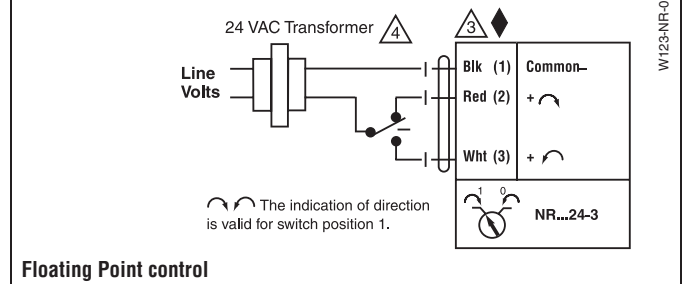 24 VAC Transformer 4
3
W123-NR-0
Line
Volts
Blk (1) Common–
Red (2) +
Wht (3) +
The indication of direction
is valid for switch position 1.
1 0
NR...24-3
Floating Point control